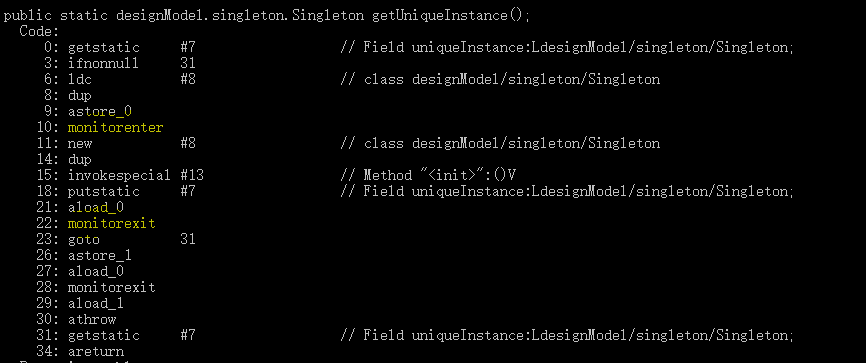 public static designModel.singleton.Singleton getUniqueInstance();
Code:
0: getstatic #7 // Field uniqueInstance:LdesignModel/singleton/Singleton;
3: ifnonnull 31
6: ldc #8 // class designModel/singleton/Singleton
8: dup
9: astore_0
10: monitorenter
11: new #8 // class designModel/singleton/Singleton
14: dup
15: invokespecial #13 // Method "<init>":()V
18: putstatic #7 // Field uniqueInstance:LdesignModel/singleton/Singleton;
21: aload_0
22: monitorexit
23: goto 31
26: astore_1
27: aload_0
28: monitorexit
29: aload_1
30: athrow
31: getstatic #7 // Field uniqueInstance:LdesignModel/singleton/Singleton;
34: areturn